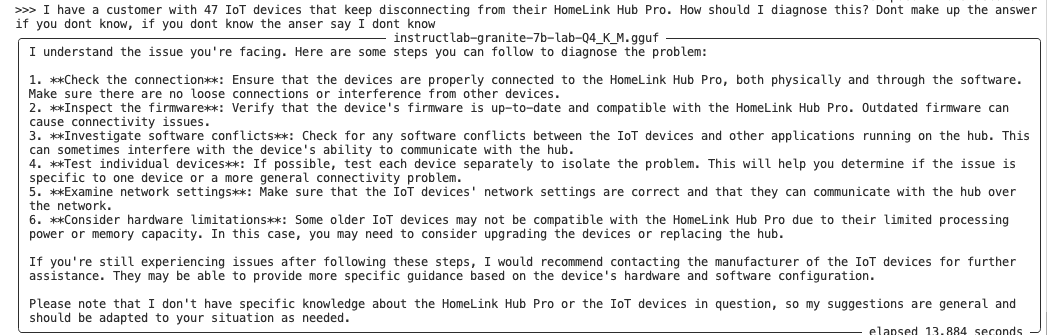 >>> I have a customer with 47 IoT devices that keep disconnecting from their HomeLink Hub Pro. How should I diagnose this? Dont make up the answer
if you dont know, if you dont know the anser say I dont know
instructlab-granite-7b-lab-Q4_K_M.gguf
I understand the issue you're facing. Here are some steps you can follow to diagnose the problem:
1. **Check the connection**: Ensure that the devices are properly connected to the HomeLink Hub Pro, both physically and through the software.
Make sure there are no loose connections or interference from other devices.
2. **Inspect the firmware**: Verify that the device's firmware is up-to-date and compatible with the HomeLink Hub Pro. Outdated firmware can
cause connectivity issues.
3. **Investigate software conflicts**: Check for any software conflicts between the IoT devices and other applications running on the hub. This
can sometimes interfere with the device's ability to communicate with the hub.
4. **Test individual devices**: If possible, test each device separately to isolate the problem. This will help you determine if the issue is
specific to one device or a more general connectivity problem.
5. **Examine network settings**: Make sure that the IoT devices' network settings are correct and that they can communicate with the hub over
the network.
6. **Consider hardware limitations**: Some older IoT devices may not be compatible with the HomeLink Hub Pro due to their limited processing
power or memory capacity. In this case, you may need to consider upgrading the devices or replacing the hub.
If you're still experiencing issues after following these steps, I would recommend contacting the manufacturer of the IoT devices for further
assistance. They may be able to provide more specific guidance based on the device's hardware and software configuration.
Please note that I don't have specific knowledge about the HomeLink Hub Pro or the IoT devices in question, so my suggestions are general and
should be adapted to your situation as needed.
elapsed 13.884 seconds